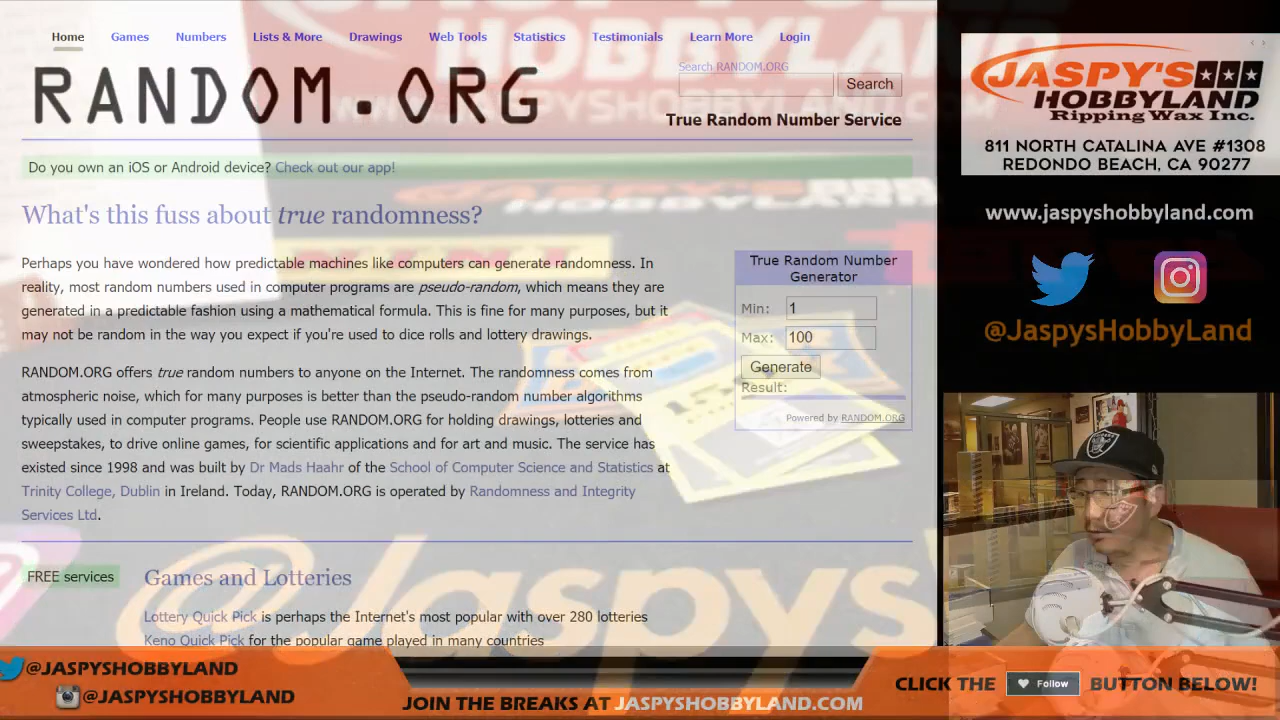 Home Games Numbers Lists & More Drawings Web Tools Statistics Testimonials Learn More Login
RANDOM.ORG
Search RANDOM.ORG
Search
True Random Number Service
Do you own an iOS or Android device? Check out our app!
What's this fuss about true randomness?
Perhaps you have wondered how predictable machines like computers can generate randomness. In
reality, most random numbers used in computer programs are pseudo-random, which means they are
generated in a predictable fashion using a mathematical formula. This is fine for many purposes, but it
may not be random in the way you expect if you're used to dice rolls and lottery drawings.
RANDOM.ORG offers true random numbers to anyone on the Internet. The randomness comes from
atmospheric noise, which for many purposes is better than the pseudo-random number algorithms
typically used in computer programs. People use RANDOM.ORG for holding drawings, lotteries and
sweepstakes, to drive online games, for scientific applications and for art and music. The service has
existed since 1998 and was built by Dr Mads Haahr of the School of Computer Science and Statistics at
Trinity College, Dublin in Ireland. Today, RANDOM.ORG is operated by Randomness and Integrity
Services Ltd.
True Random Number
Generator
Min: 1
Max: 100
Generate
Result:
Powered by RANDOM.ORG
FREE services
Games and Lotteries
Lottery Quick Pick is perhaps the Internet's most popular with over 280 lotteries
Keno Quick Pick for the popular game played in many countries
HOBBYLAND
HOBBYLAND
@Jaspys
JASPY'S
HOBBYLAND
Ripping Wax Inc.
811 NORTH CATALINA AVE #1308
REDONDO BEACH, CA 90277
www.jaspyshobbyland.com
@JaspysHobbyLand
@JASPYSHOBBYLAND
@JASPYSHOBBYLAND
JOIN THE BREAKS AT JASPYSHOBBYLAND.COM
CLICK THE Follow BUTTON BELOW!